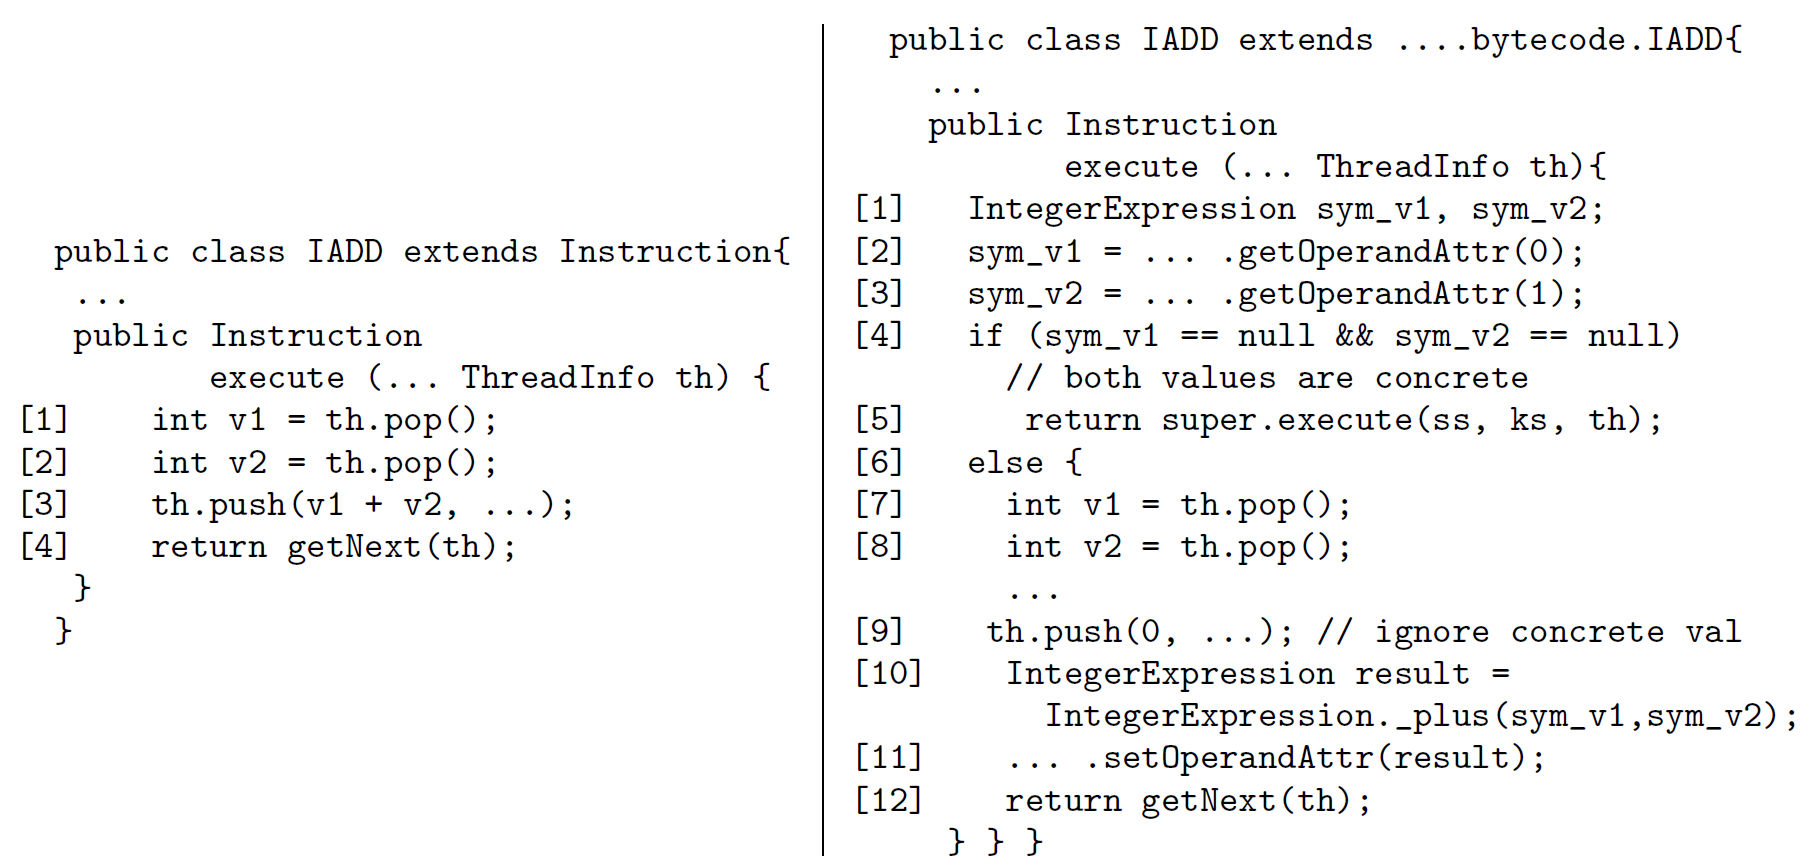 public class IADD extends Instruction{
...
public Instruction
execute (... ThreadInfo th) {
[1] int v1 = th.pop();
[2] int v2 = th.pop();
[3] th.push(v1 + v2, ...);
[4] return getNext(th);
}
}
public class IADD extends ....bytecode.IADD{
...
public Instruction
execute (... ThreadInfo th){
[1] IntegerExpression sym_v1, sym_v2;
[2] sym_v1 = ... .getOperandAttr(0);
[3] sym_v2 = ... .getOperandAttr(1);
[4] if (sym_v1 == null && sym_v2 == null)
// both values are concrete
[5] return super.execute(ss, ks, th);
[6] else {
[7] int v1 = th.pop();
[8] int v2 = th.pop();
...
[9] th.push(0, ...); // ignore concrete val
[10] IntegerExpression result =
IntegerExpression._plus(sym_v1,sym_v2);
[11] ... .setOperandAttr(result);
[12] return getNext(th);
} } }